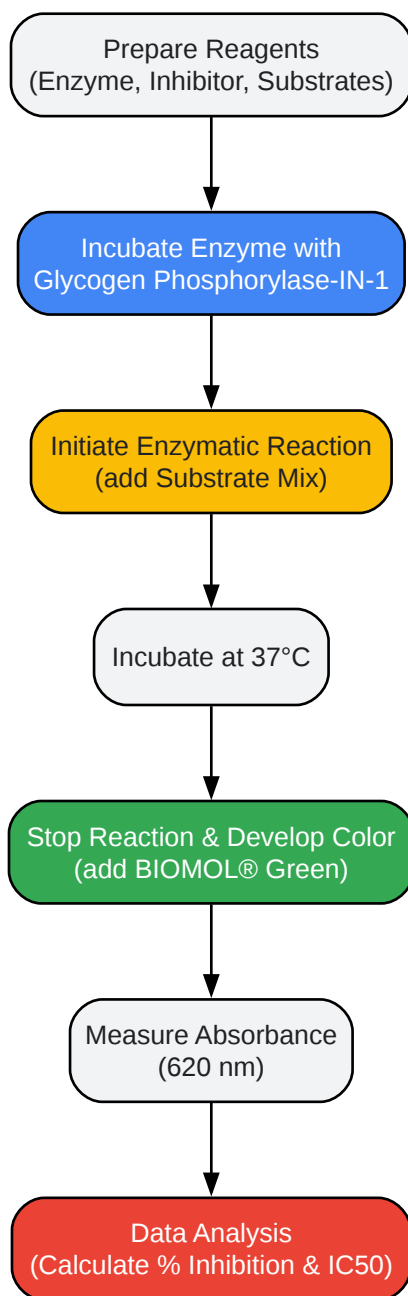 Prepare Reagents
(Enzyme, Inhibitor, Substrates)
Incubate Enzyme with
Glycogen Phosphorylase-IN-1
Initiate Enzymatic Reaction
(add Substrate Mix)
Incubate at 37°C
Stop Reaction & Develop Color
(add BIOMOL® Green)
Measure Absorbance
(620 nm)
Data Analysis
(Calculate % Inhibition & IC50)